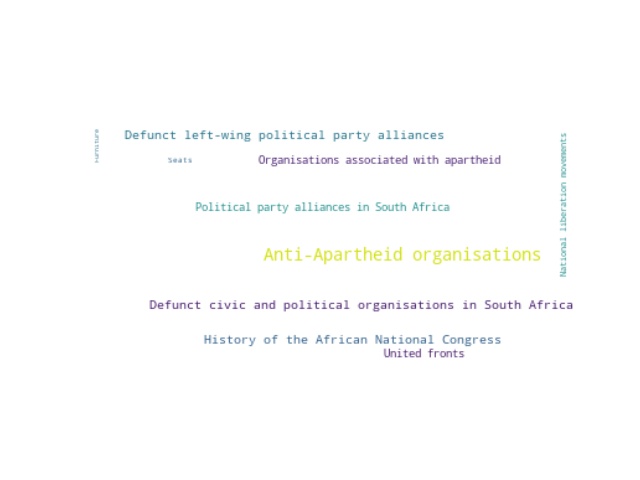 Defunct left-wing political party alliances
Furniture
Seats
Organisations associated with apartheid
National liberation movements
Political party alliances in South Africa
Anti-Apartheid organisations
Defunct civic and political organisations in South Africa
History of the African National Congress
United fronts